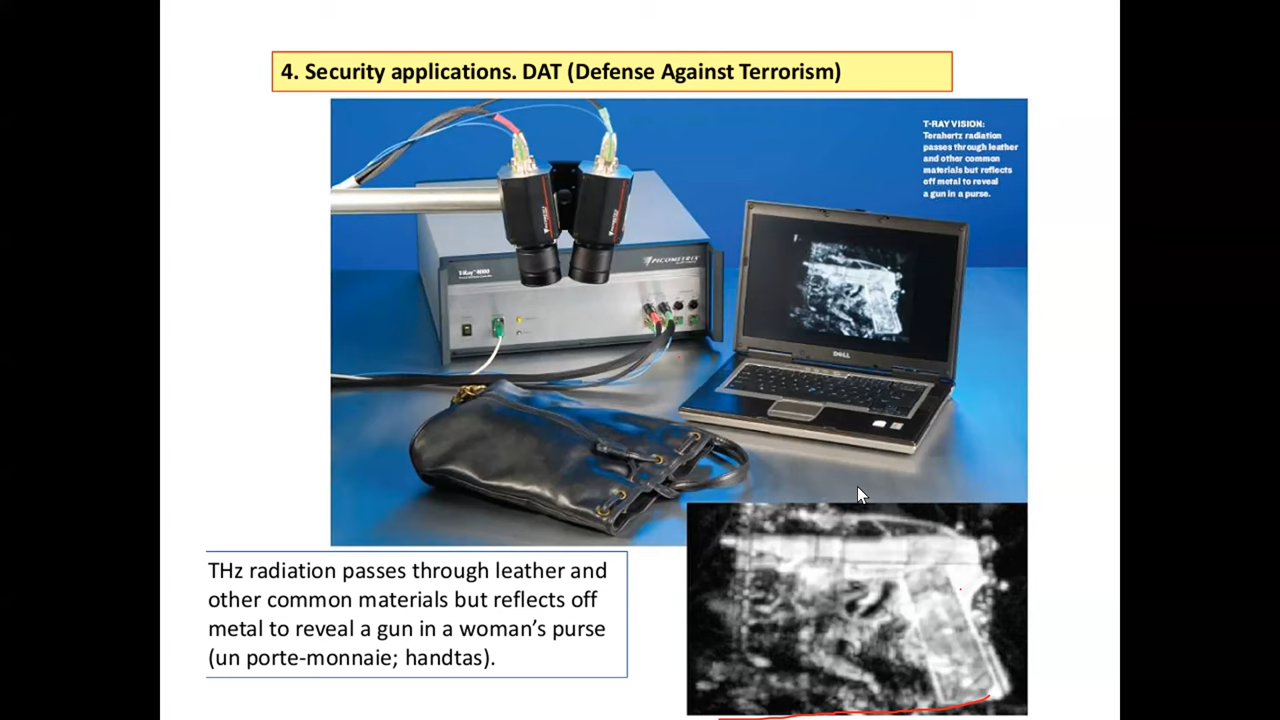 4. Security applications. DAT (Defense Against Terrorism)
T-RAY VISION:
Terahertz radiation
passes through leather
and other common
materials but reflects
off metal to reveal
a gun in a purse.
PICOMETRIX
T-Ray 4000
DELL
THz radiation passes through leather and
other common materials but reflects off
metal to reveal a gun in a woman’s purse
(un porte-monnaie; handtas).